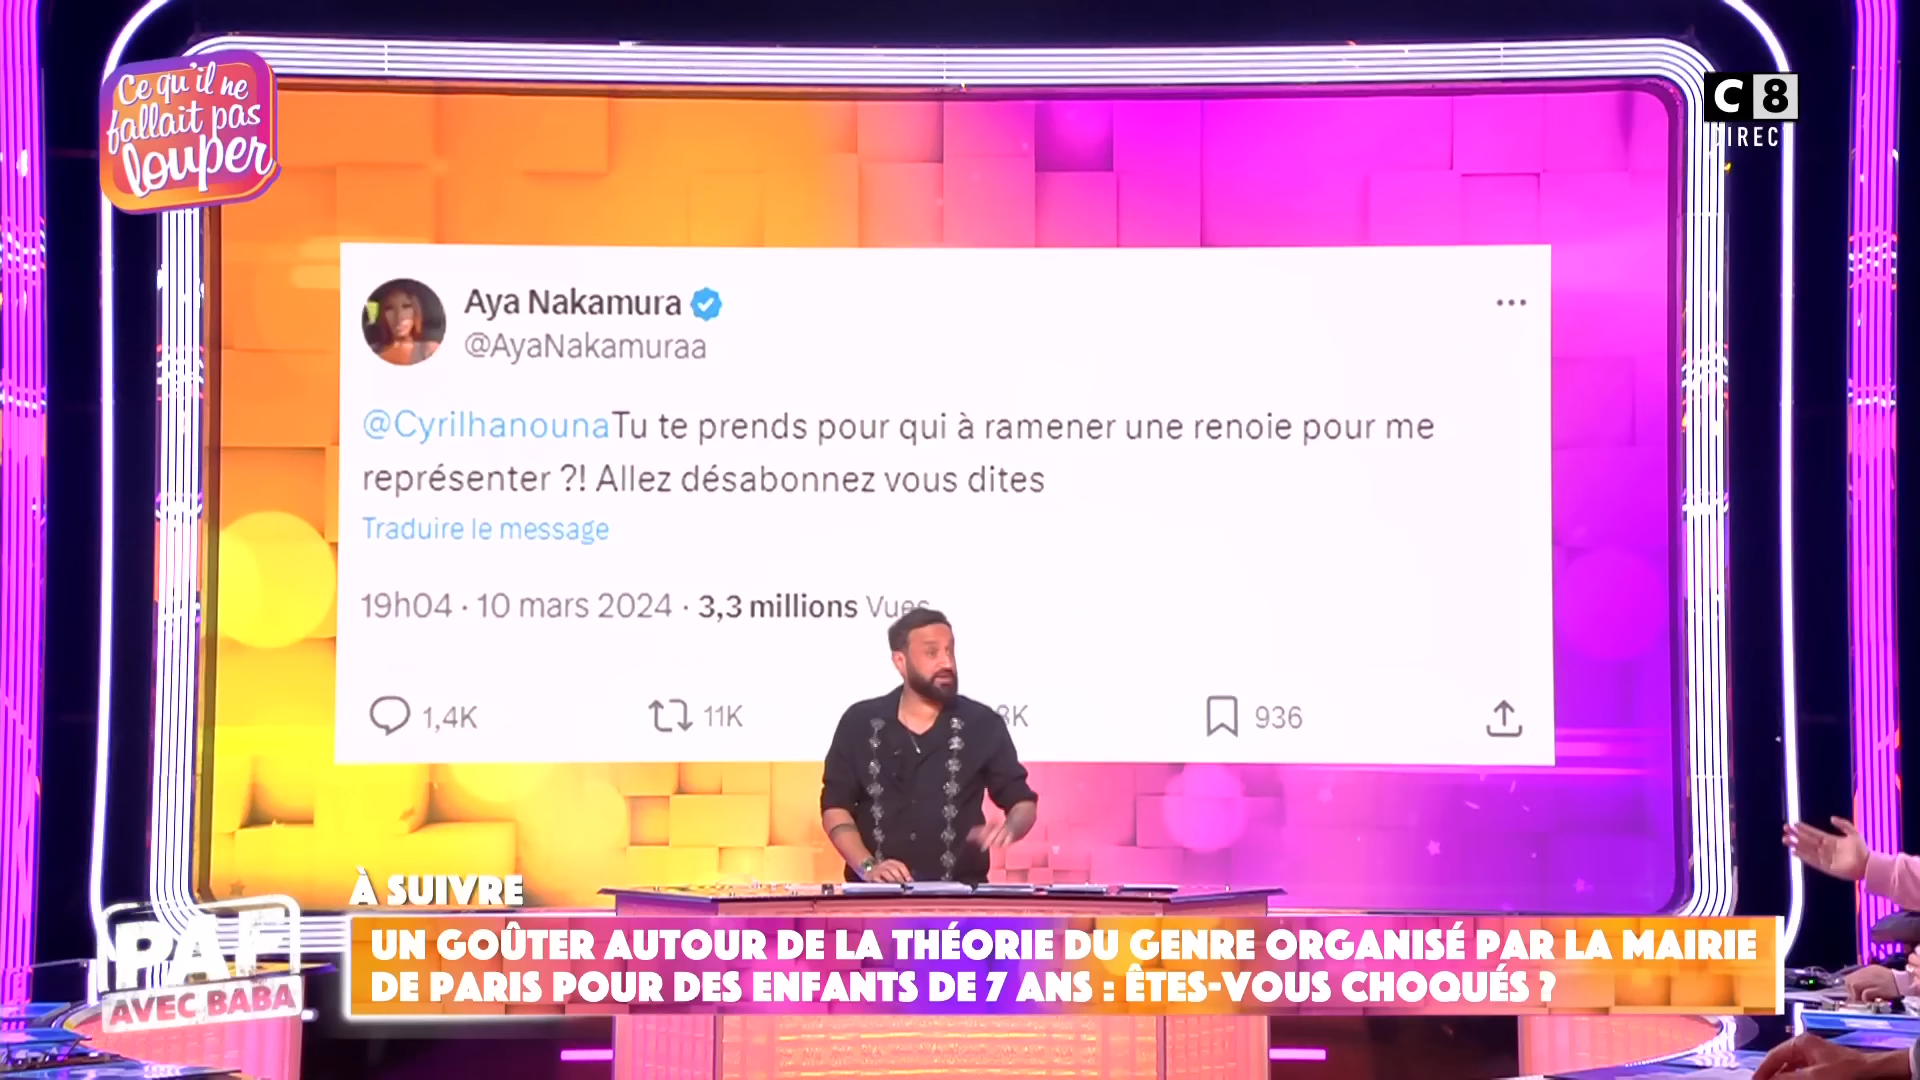 Ce qu'il ne
fallait pas
louper
C8
DIRECT
Aya Nakamura
@AyaNakamuraa
@CyrilhanounaTu te prends pour qui à ramener une renoie pour me
représenter ?! Allez désabonnez vous dites
Traduire le message
19h04 · 10 mars 2024 · 3,3 millions Vues
1,4K 11K 8K 936
À SUIVRE
PAF
AVEC BABA
UN GOÛTER AUTOUR DE LA THÉORIE DU GENRE ORGANISÉ PAR LA MAIRIE
DE PARIS POUR DES ENFANTS DE 7 ANS : ÊTES-VOUS CHOQUÉS ?